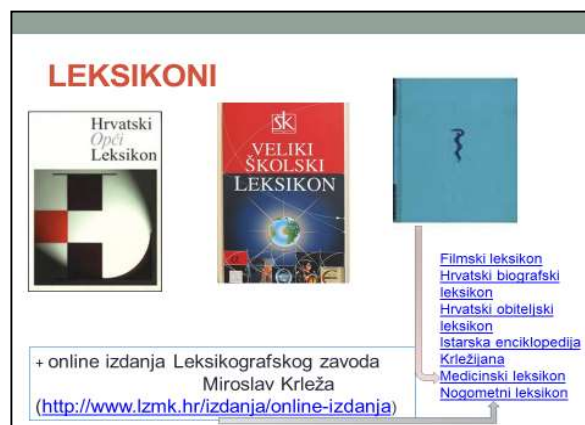 LEKSIKONI
Hrvatski
Opći
Leksikon
SK
VELIKI
ŠKOLSKI
LEKSIKON
Filmski leksikon
Hrvatski biografski
leksikon
Hrvatski obiteljski
leksikon
Istarska enciklopedija
Krležijana
Medicinski leksikon
Nogometni leksikon
+ online izdanja Leksikografskog zavoda
Miroslav Krleža
(http://www.lzmk.hr/izdanja/online-izdanja)